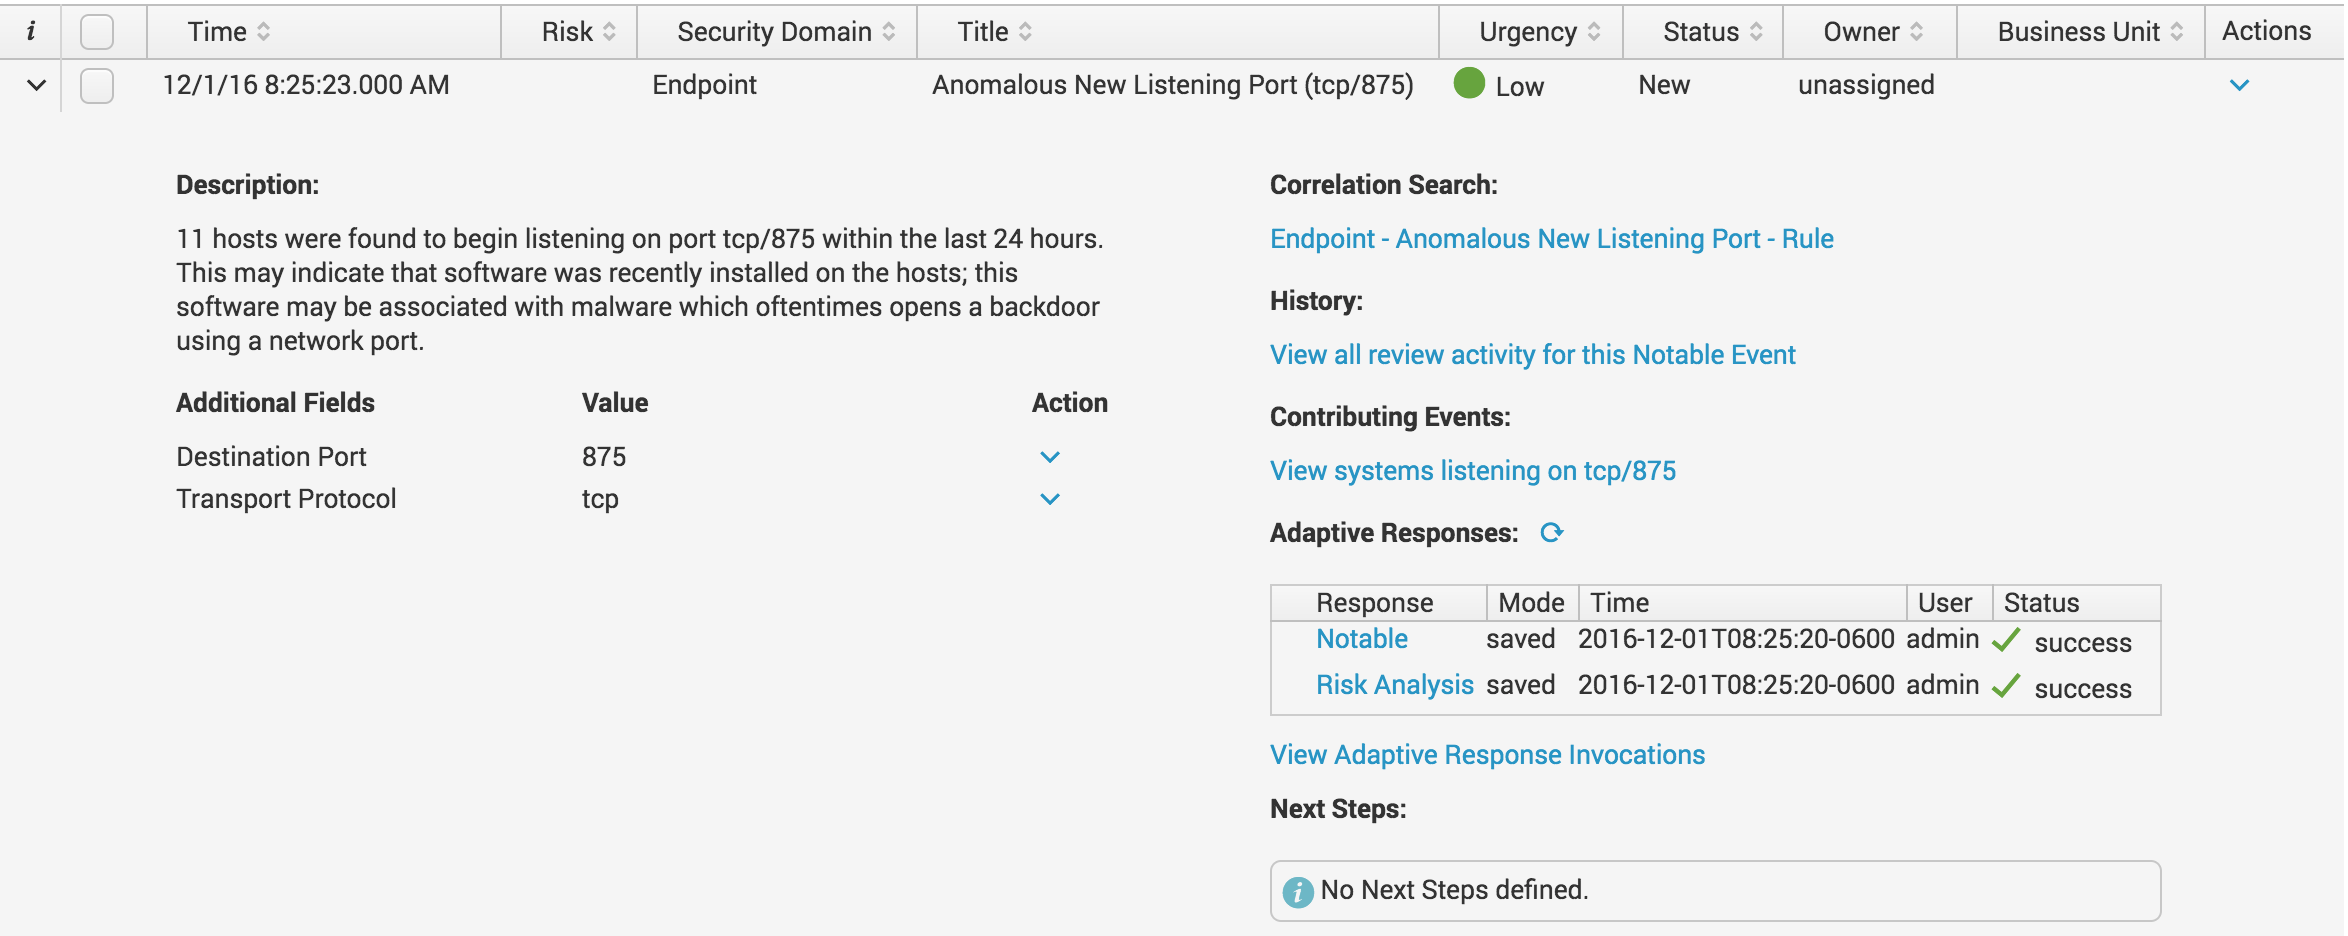 i Time Risk Security Domain Title Urgency Status Owner Business Unit Actions
12/1/16 8:25:23.000 AM Endpoint Anomalous New Listening Port (tcp/875) Low New unassigned
Description:
11 hosts were found to begin listening on port tcp/875 within the last 24 hours.
This may indicate that software was recently installed on the hosts; this
software may be associated with malware which oftentimes opens a backdoor
using a network port.
Additional Fields Value Action
Destination Port 875
Transport Protocol tcp
Correlation Search:
Endpoint - Anomalous New Listening Port - Rule
History:
View all review activity for this Notable Event
Contributing Events:
View systems listening on tcp/875
Adaptive Responses:
Response Mode Time User Status
Notable saved 2016-12-01T08:25:20-0600 admin success
Risk Analysis saved 2016-12-01T08:25:20-0600 admin success
View Adaptive Response Invocations
Next Steps:
i No Next Steps defined.